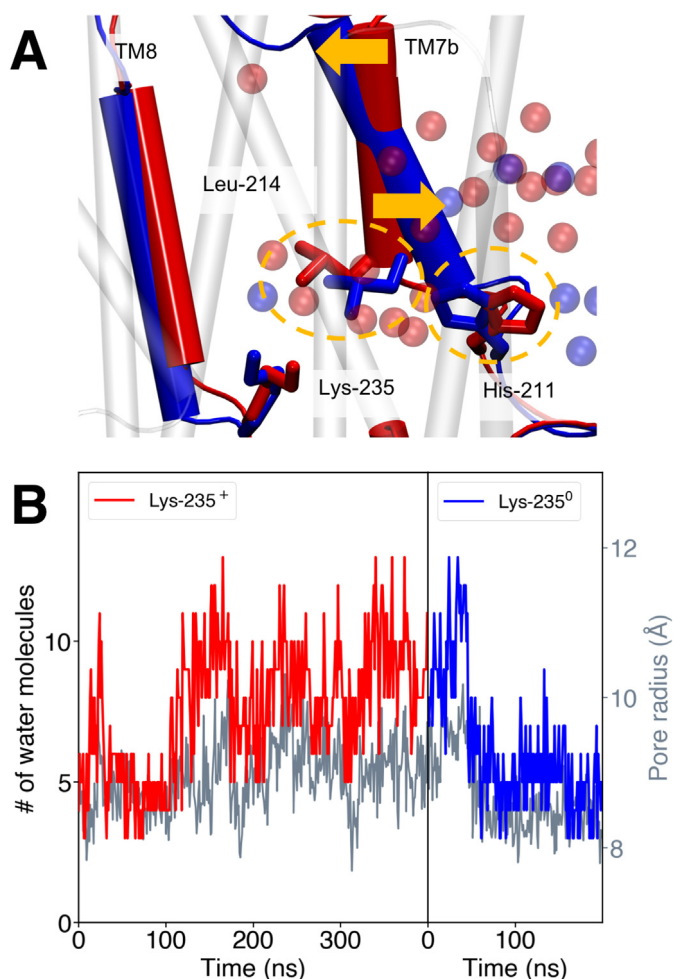 A
TM8
TM7b
Leu-214
Lys-235
His-211
B
Lys-235+
Lys-235⁰
# of water molecules
Pore radius (Å)
10
5
0
12
10
8
0 100 200 300 0 100
Time (ns) Time (ns)